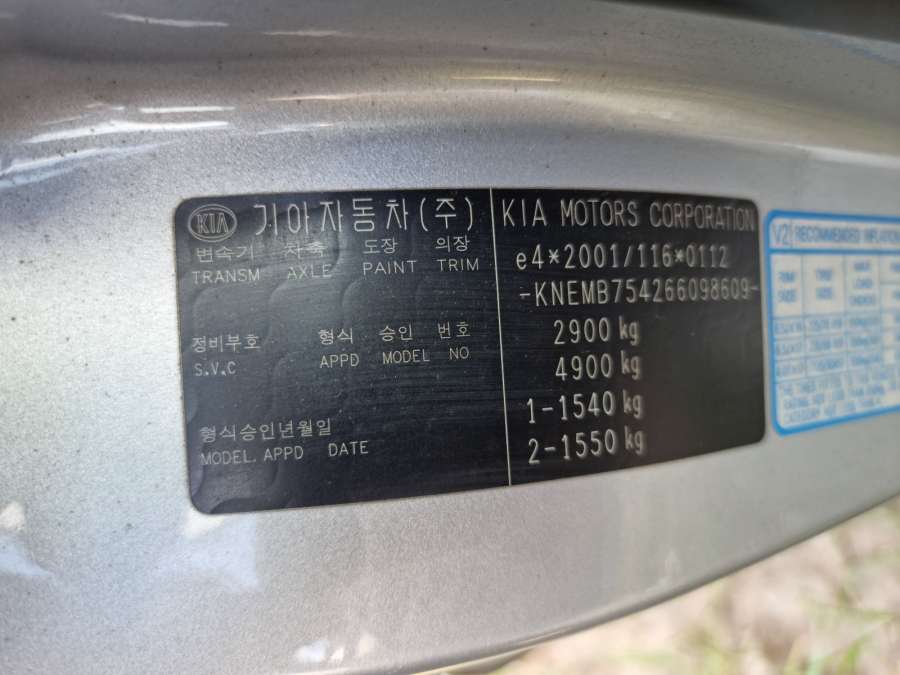 KIA 기아자동차(주)
변속기 차축 도장 의장
TRANSM AXLE PAINT TRIM
정비부호 형식 승인 번호
S.V.C APPD MODEL NO
형식승인년월일
MODEL. APPD DATE
KIA MOTORS CORPORATION
e4*2001/116*0112
-KNEMB754266098609-
2900 kg
4900 kg
1-1540 kg
2-1550 kg
V2 RECOMMENDED